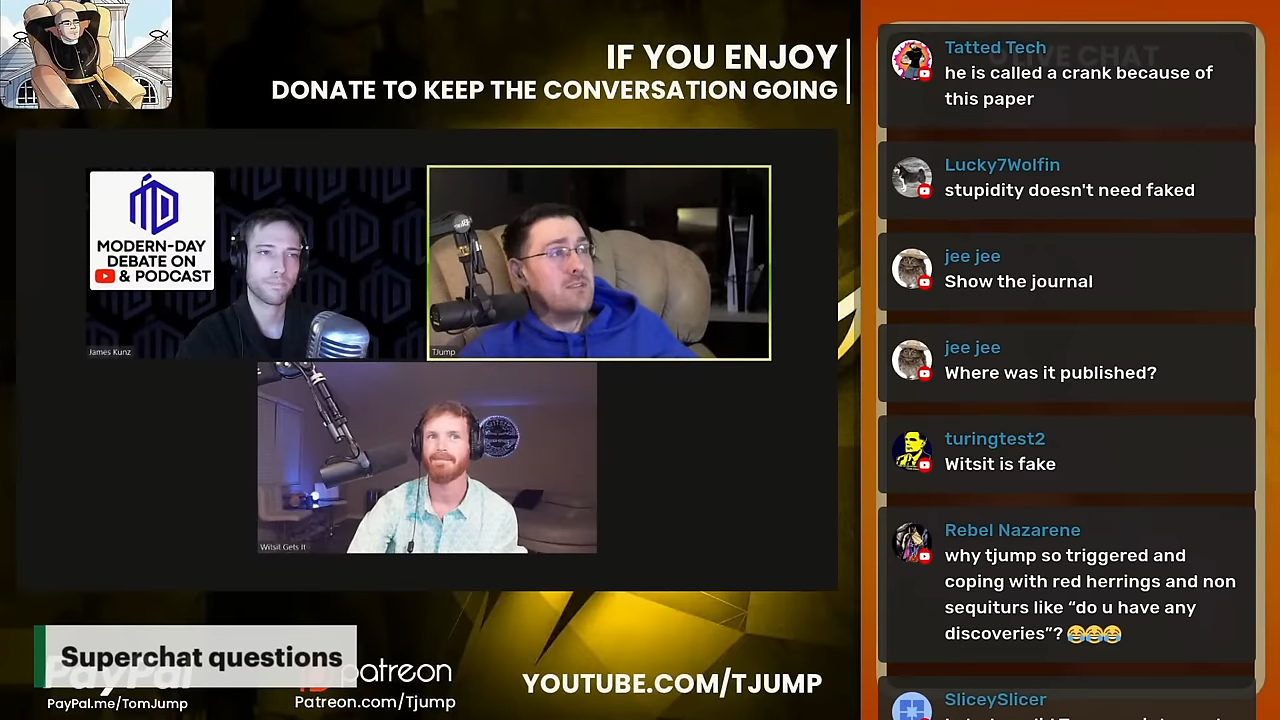 IF YOU ENJOY
DONATE TO KEEP THE CONVERSATION GOING
MODERN-DAY
DEBATE ON
& PODCAST
James Kunz
TJump
Witsit Gets It
Superchat questions
PayPal
patreon
PayPal.me/TomJump
Patreon.com/Tjump
YOUTUBE.COM/TJUMP
LIVE CHAT
Tatted Tech
he is called a crank because of
this paper
Lucky7Wolfin
stupidity doesn't need faked
jee jee
Show the journal
jee jee
Where was it published?
turingtest2
Witsit is fake
Rebel Nazarene
why tjump so triggered and
coping with red herrings and non
sequiturs like “do u have any
discoveries”? 😂😂😂
SliceySlicer